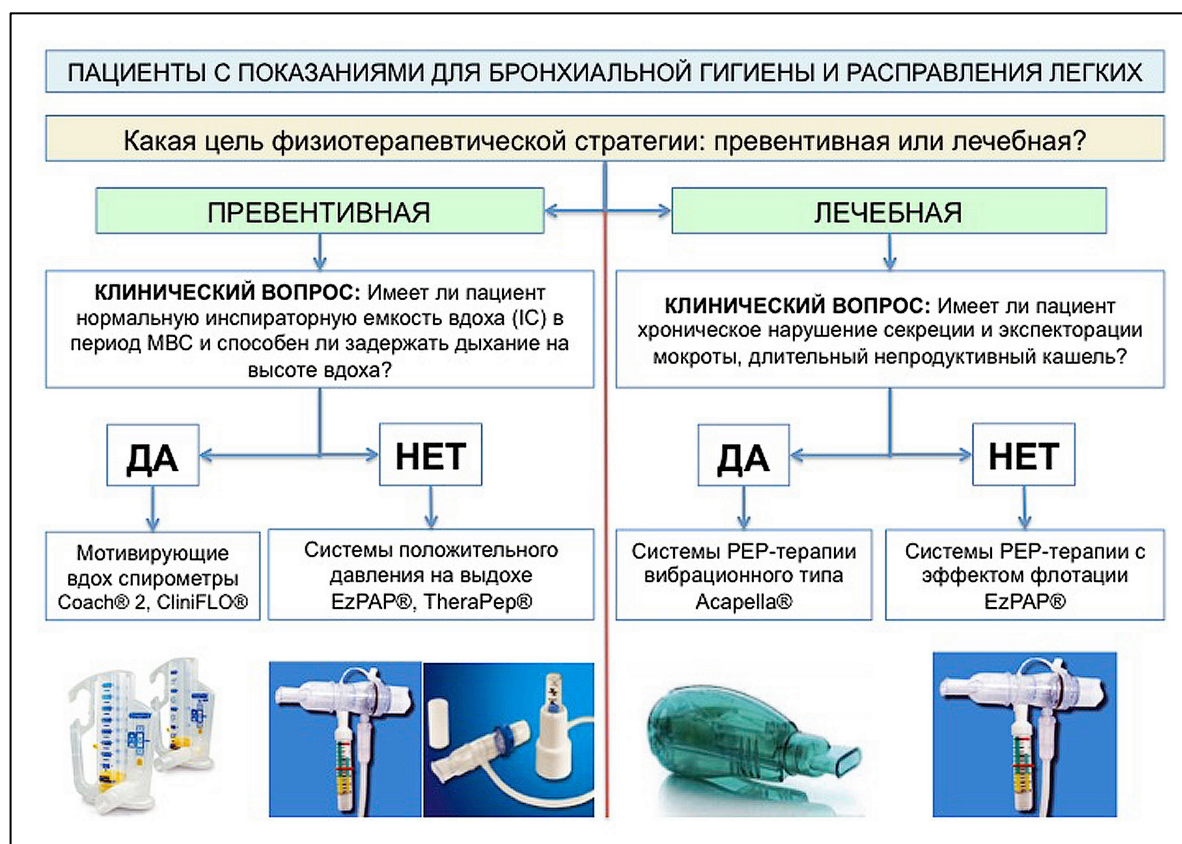 ПАЦИЕНТЫ С ПОКАЗАНИЯМИ ДЛЯ БРОНХИАЛЬНОЙ ГИГИЕНЫ И РАСПРАВЛЕНИЯ ЛЕГКИХ
Какая цель физиотерапевтической стратегии: превентивная или лечебная?
ПРЕВЕНТИВНАЯ
КЛИНИЧЕСКИЙ ВОПРОС: Имеет ли пациент
нормальную инспираторную емкость вдоха (IC) в
период МВС и способен ли задержать дыхание на
высоте вдоха?
ДА
НЕТ
Мотивирующие
вдох спирометры
Coach® 2, CliniFLO®
Системы положительного
давления на выдохе
EzPAP®, TheraPep®
ЛЕЧЕБНАЯ
КЛИНИЧЕСКИЙ ВОПРОС: Имеет ли пациент
хроническое нарушение секреции и экспекторации
мокроты, длительный непродуктивный кашель?
ДА
НЕТ
Системы PEP-терапии
вибрационного типа
Acapella®
Системы PEP-терапии с
эффектом флотации
EzPAP®